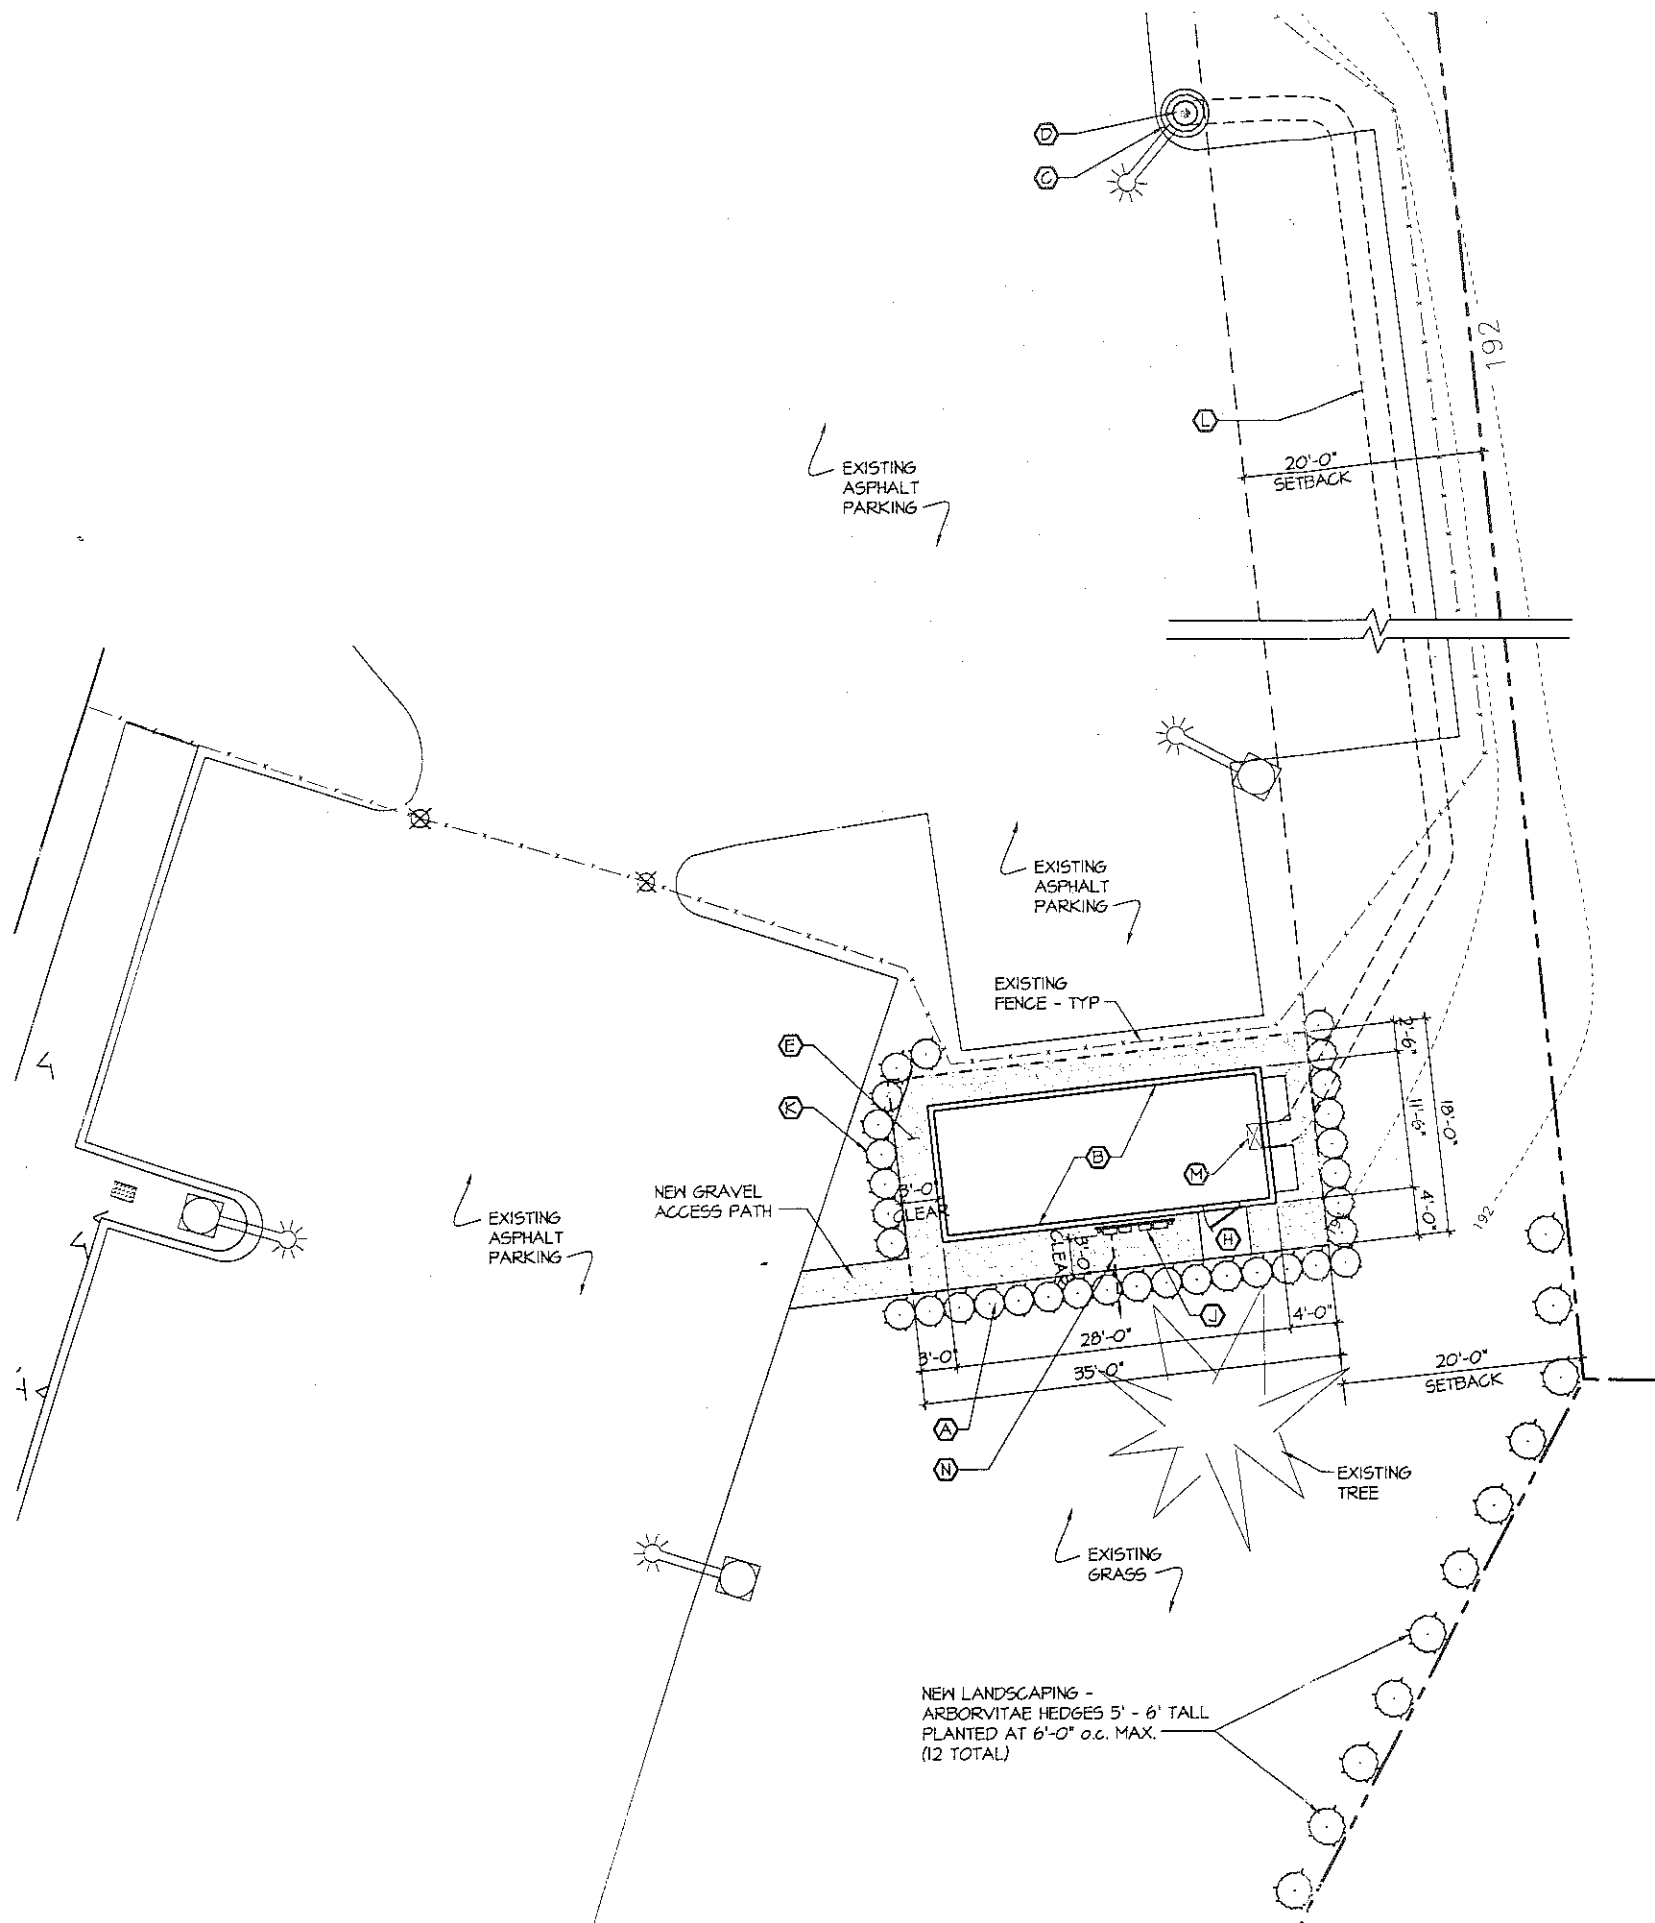 D
C
192
L
20'-0"
SETBACK
EXISTING
ASPHALT
PARKING
EXISTING
ASPHALT
PARKING
EXISTING
FENCE - TYP
E
K
B
M
2'-6"
11'-6"
18'-0"
4'-0"
NEW GRAVEL
ACCESS PATH
3'-0"
CLEAR
EXISTING
ASPHALT
PARKING
3'-0"
CLEAR
H
J
192
4'-0"
28'-0"
3'-0"
35'-0"
20'-0"
SETBACK
A
N
EXISTING
TREE
EXISTING
GRASS
NEW LANDSCAPING -
ARBORVITAE HEDGES 5' - 6' TALL
PLANTED AT 6'-0" o.c. MAX.
(12 TOTAL)